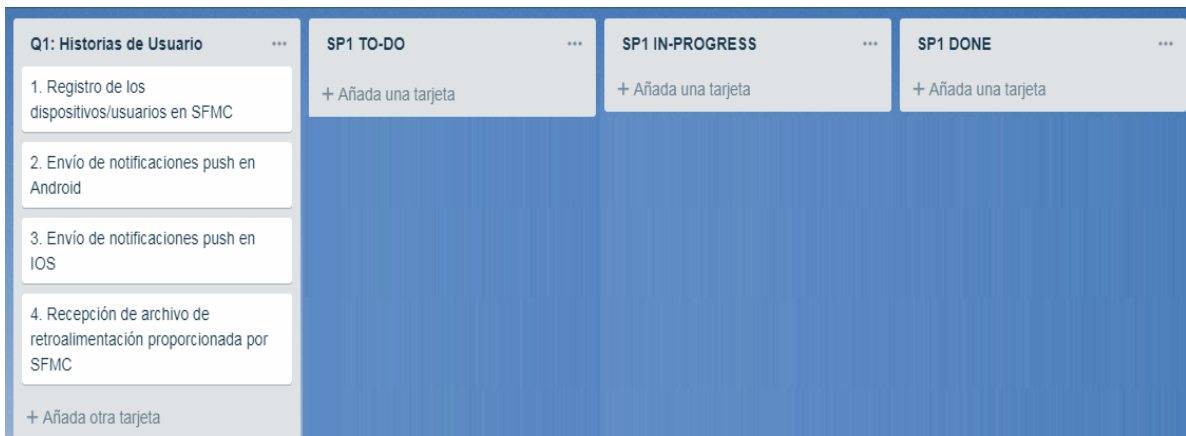 Q1: Historias de Usuario
1. Registro de los
dispositivos/usuarios en SFMC
2. Envío de notificaciones push en
Android
3. Envío de notificaciones push en
IOS
4. Recepción de archivo de
retroalimentación proporcionada por
SFMC
+ Añada otra tarjeta
SP1 TO-DO
+ Añada una tarjeta
SP1 IN-PROGRESS
+ Añada una tarjeta
SP1 DONE
+ Añada una tarjeta